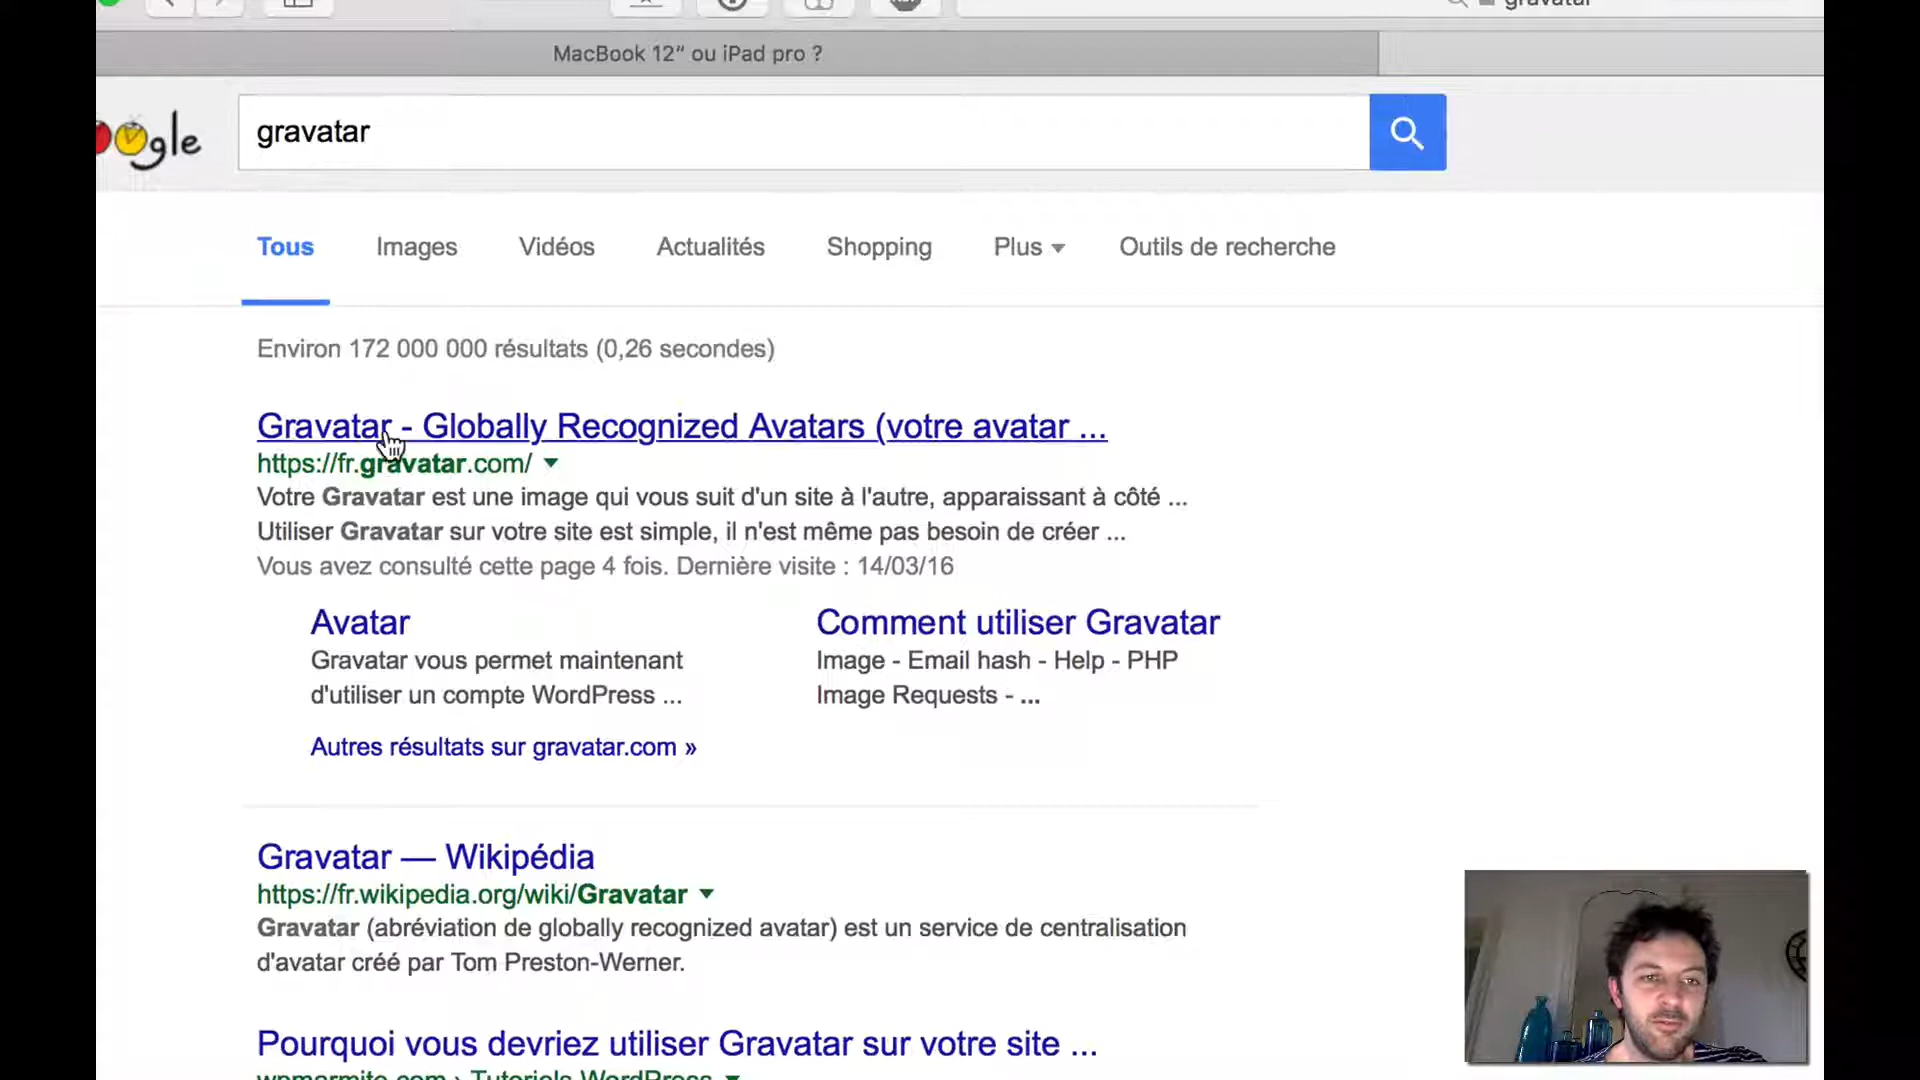 gravatar
MacBook 12“ ou iPad pro ?
oogle
gravatar
Tous Images Vidéos Actualités Shopping Plus Outils de recherche
Environ 172 000 000 résultats (0,26 secondes)
Gravatar - Globally Recognized Avatars (votre avatar ...
https://fr.gravatar.com/
Votre Gravatar est une image qui vous suit d'un site à l'autre, apparaissant à côté ...
Utiliser Gravatar sur votre site est simple, il n'est même pas besoin de créer ...
Vous avez consulté cette page 4 fois. Dernière visite : 14/03/16
Avatar
Gravatar vous permet maintenant
d'utiliser un compte WordPress ...
Comment utiliser Gravatar
Image - Email hash - Help - PHP
Image Requests - ...
Autres résultats sur gravatar.com »
Gravatar — Wikipédia
https://fr.wikipedia.org/wiki/Gravatar
Gravatar (abréviation de globally recognized avatar) est un service de centralisation
d'avatar créé par Tom Preston-Werner.
Pourquoi vous devriez utiliser Gravatar sur votre site ...
wpmarmite.com › Tutoriels WordPress